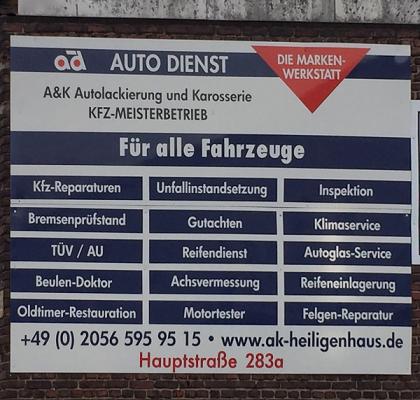 ad AUTO DIENST
DIE MARKEN-
WERKSTATT
A&K Autolackierung und Karosserie
KFZ-MEISTERBETRIEB
Für alle Fahrzeuge
Kfz-Reparaturen Unfallinstandsetzung Inspektion
Bremsenprüfstand Gutachten Klimaservice
TÜV / AU Reifendienst Autoglas-Service
Beulen-Doktor Achsvermessung Reifeneinlagerung
Oldtimer-Restauration Motortester Felgen-Reparatur
+49 (0) 2056 595 95 15 • www.ak-heiligenhaus.de
Hauptstraße 283a